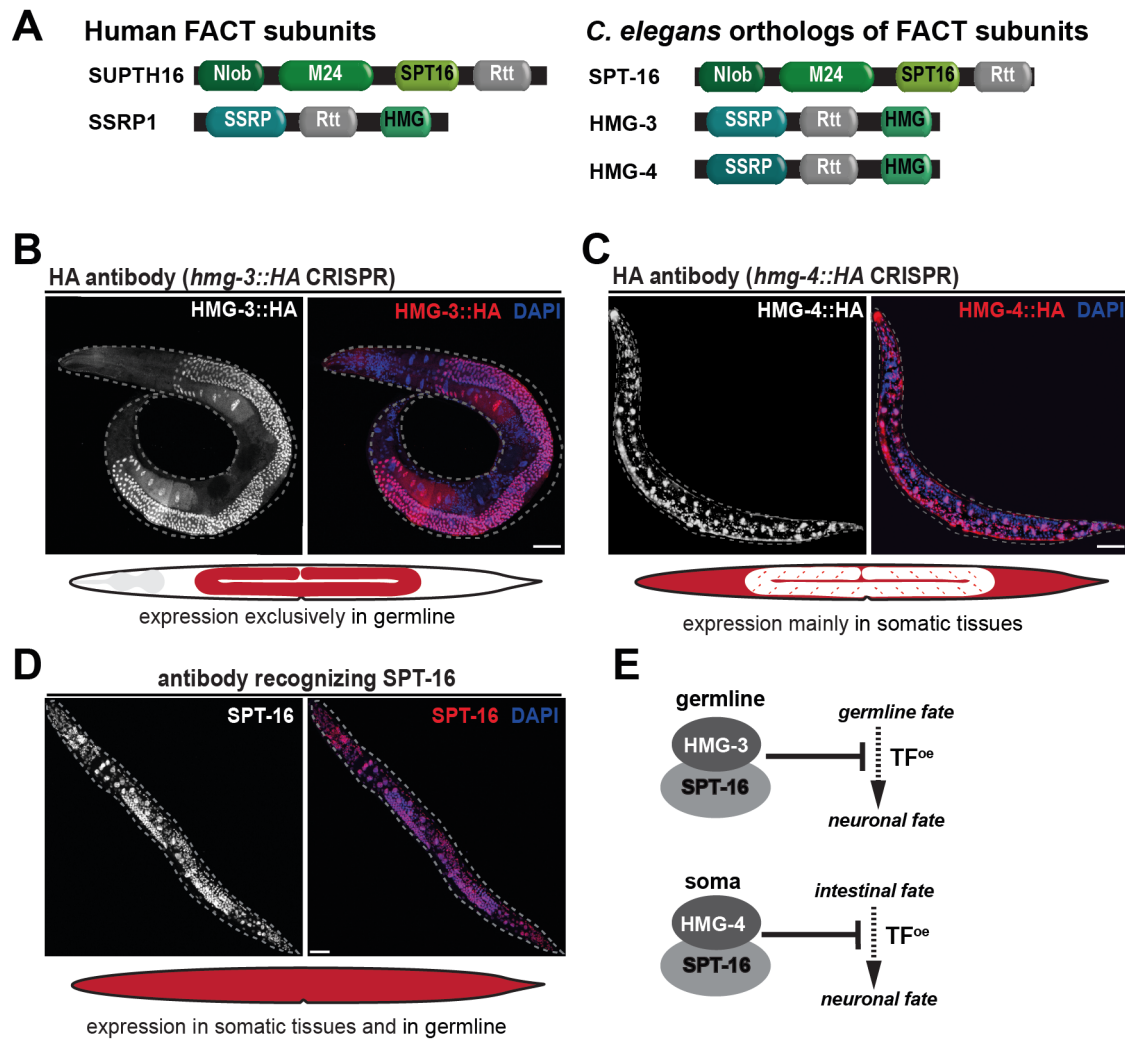 A
Human FACT subunits
SUPTH16
Nlob
M24
SPT16
Rtt
SSRP1
SSRP
Rtt
HMG
C. elegans orthologs of FACT subunits
SPT-16
Nlob
M24
SPT16
Rtt
HMG-3
SSRP
Rtt
HMG
HMG-4
SSRP
Rtt
HMG
B
HA antibody (hmg-3::HA CRISPR)
HMG-3::HA
HMG-3::HA DAPI
expression exclusively in germline
C
HA antibody (hmg-4::HA CRISPR)
HMG-4::HA
HMG-4::HA DAPI
expression mainly in somatic tissues
D
antibody recognizing SPT-16
SPT-16
SPT-16 DAPI
expression in somatic tissues and in germline
E
germline
HMG-3
SPT-16
germline fate
TFoe
neuronal fate
soma
HMG-4
SPT-16
intestinal fate
TFoe
neuronal fate